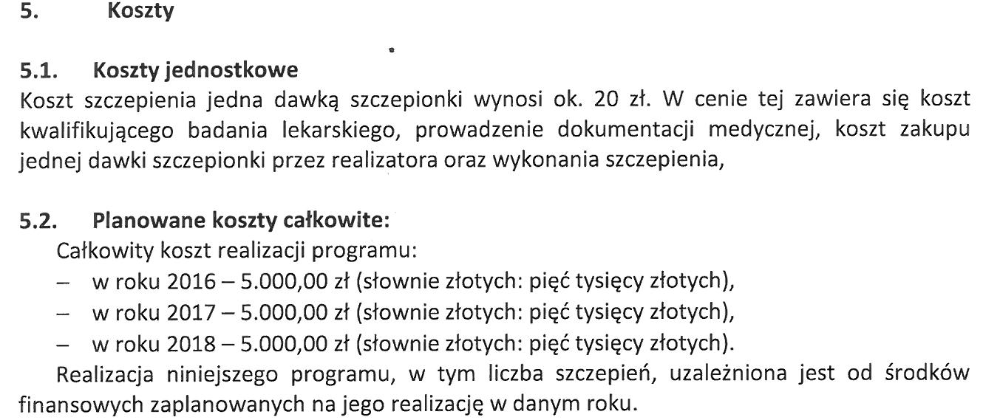 5. Koszty
5.1. Koszty jednostkowe
Koszt szczepienia jedna dawką szczepionki wynosi ok. 20 zł. W cenie tej zawiera się koszt
kwalifikującego badania lekarskiego, prowadzenie dokumentacji medycznej, koszt zakupu
jednej dawki szczepionki przez realizatora oraz wykonania szczepienia,
5.2. Planowane koszty całkowite:
Całkowity koszt realizacji programu:
– w roku 2016 – 5.000,00 zł (słownie złotych: pięć tysięcy złotych),
– w roku 2017 – 5.000,00 zł (słownie złotych: pięć tysięcy złotych),
– w roku 2018 – 5.000,00 zł (słownie złotych: pięć tysięcy złotych).
Realizacja niniejszego programu, w tym liczba szczepień, uzależniona jest od środków
finansowych zaplanowanych na jego realizację w danym roku.